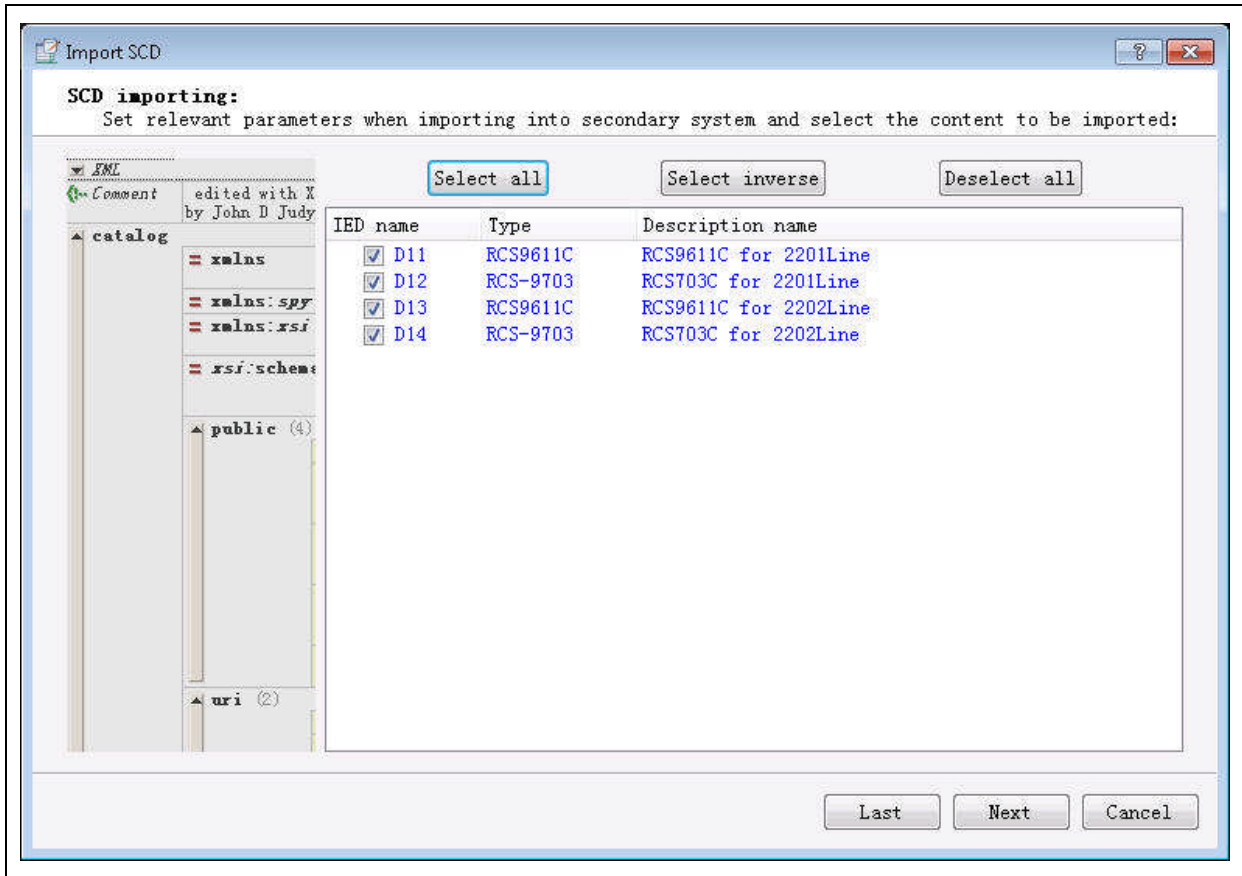 Import SCD
SCD importing:
Set relevant parameters when importing into secondary system and select the content to be imported:
XML
Comment edited with X
by John D Judy
catalog
= xmlns
= xmlns:spy
= xmlns:xsi
= xsi:schema
public (4)
uri (2)
Select all Select inverse Deselect all
IED name Type Description name
D11 RCS9611C RCS9611C for 2201Line
D12 RCS-9703 RCS703C for 2201Line
D13 RCS9611C RCS9611C for 2202Line
D14 RCS-9703 RCS703C for 2202Line
Last Next Cancel